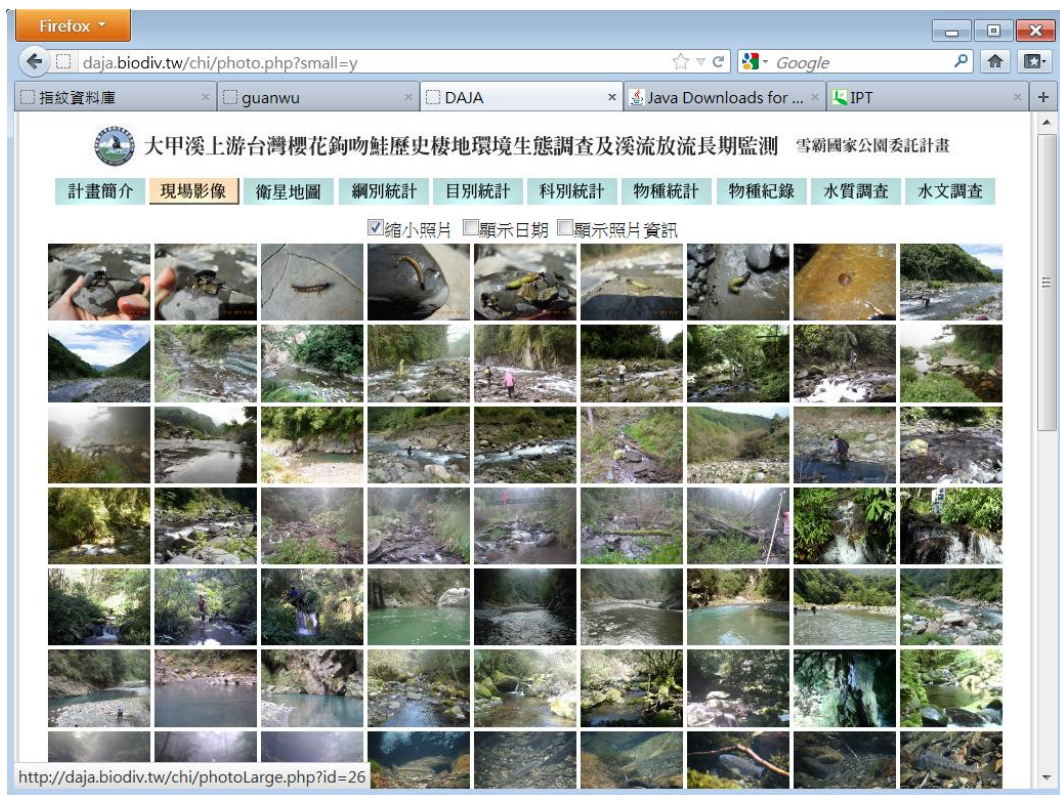 Firefox
daja.biodiv.tw/chi/photo.php?small=y
Google
指紋資料庫
guanwu
DAJA
Java Downloads for ...
IPT
大甲溪上游台灣櫻花鉤吻鮭歷史棲地環境生態調查及溪流放流長期監測 雪霸國家公園委託計畫
計畫簡介 現場影像 衛星地圖 綱別統計 目別統計 科別統計 物種統計 物種紀錄 水質調查 水文調查
縮小照片 顯示日期 顯示照片資訊
http://daja.biodiv.tw/chi/photoLarge.php?id=26